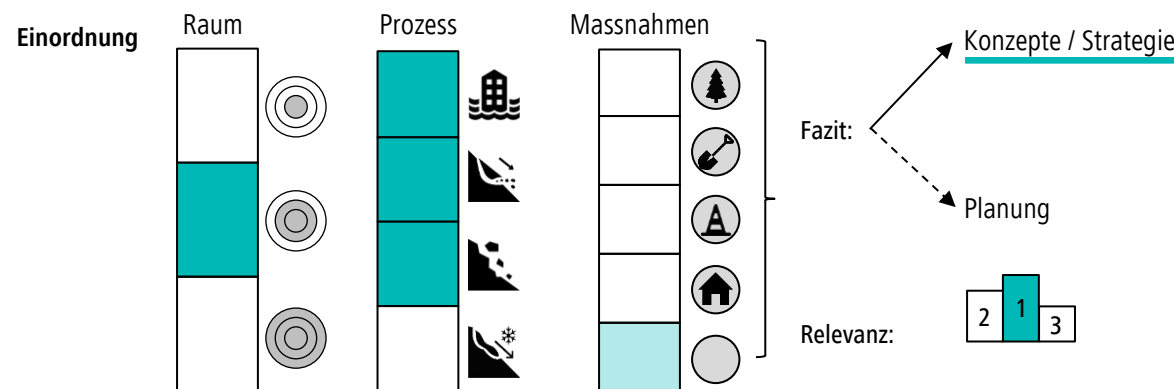 Einordnung
Raum
Prozess
Massnahmen
Fazit:
Konzepte / Strategie
Planung
Relevanz:
2
1
3